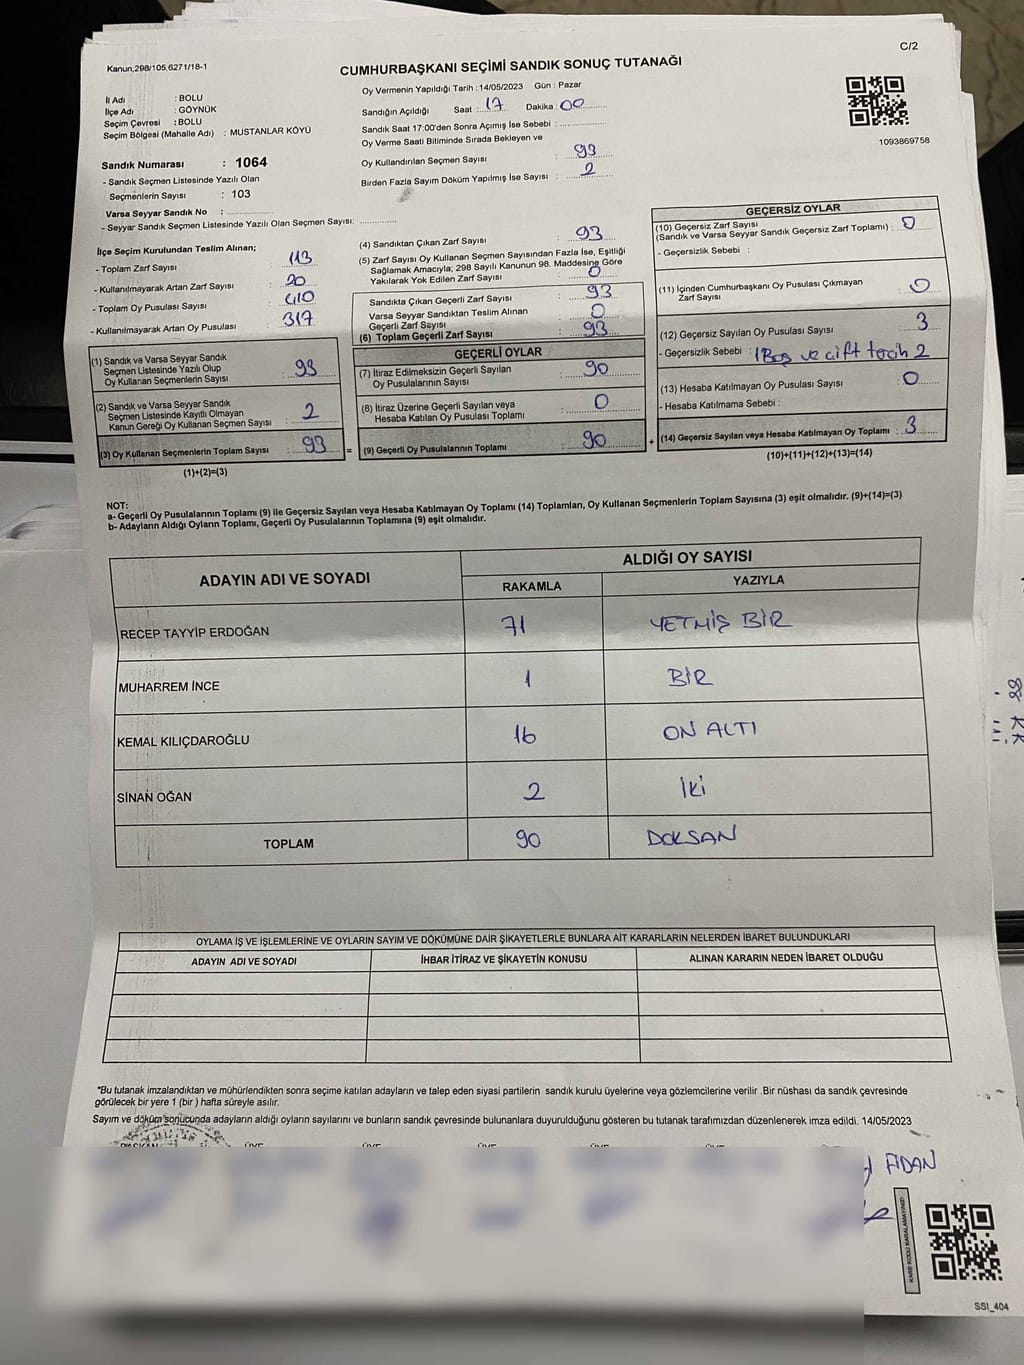 C/2
Kanun:298/105,6271/18-1
CUMHURBAŞKANI SEÇİMİ SANDIK SONUÇ TUTANAĞI
İl Adı : BOLU
İlçe Adı : GÖYNÜK
Seçim Çevresi : BOLU
Seçim Bölgesi (Mahalle Adı) : MUSTANLAR KÖYÜ
Sandık Numarası : 1064
- Sandık Seçmen Listesinde Yazılı Olan
Seçmenlerin Sayısı : 103
Varsa Seyyar Sandık No :
- Seyyar Sandık Seçmen Listesinde Yazılı Olan Seçmen Sayısı:
Oy Vermenin Yapıldığı Tarih : 14/05/2023 Gün : Pazar
Sandığın Açıldığı Saat : 17 Dakika : 00
Sandık Saat 17:00'den Sonra Açımış İse Sebebi :
Oy Verme Saati Bitiminde Sırada Bekleyen ve
Oy Kullandırılan Seçmen Sayısı : 93
Birden Fazla Sayım Döküm Yapılmış İse Sayısı : 2
1093869758
İlçe Seçim Kurulundan Teslim Alınan;
- Toplam Zarf Sayısı : 113
- Kullanılmayarak Artan Zarf Sayısı : 20
- Toplam Oy Pusulası Sayısı : 410
- Kullanılmayarak Artan Oy Pusulası : 317
(1) Sandık ve Varsa Seyyar Sandık
Seçmen Listesinde Yazılı Olup
Oy Kullanan Seçmenlerin Sayısı : 93
(2) Sandık ve Varsa Seyyar Sandık
Seçmen Listesinde Kayıtlı Olmayan
Kanun Gereği Oy Kullanan Seçmen Sayısı : 2
(3) Oy Kullanan Seçmenlerin Toplam Sayısı : 93
(1)+(2)=(3)
(4) Sandıktan Çıkan Zarf Sayısı : 93
(5) Zarf Sayısı Oy Kullanan Seçmen Sayısından Fazla İse, Eşitliği
Sağlamak Amacıyla; 298 Sayılı Kanunun 98. Maddesine Göre
Yakılarak Yok Edilen Zarf Sayısı : 0
Sandıkta Çıkan Geçerli Zarf Sayısı : 93
Varsa Seyyar Sandıktan Teslim Alınan
Geçerli Zarf Sayısı : 0
(6) Toplam Geçerli Zarf Sayısı : 93
GEÇERLİ OYLAR
(7) İtiraz Edilmeksizin Geçerli Sayılan
Oy Pusulalarının Sayısı : 90
(8) İtiraz Üzerine Geçerli Sayılan veya
Hesaba Katılan Oy Pusulası Toplamı : 0
= (9) Geçerli Oy Pusulalarının Toplamı : 90
GEÇERSİZ OYLAR
(10) Geçersiz Zarf Sayısı
(Sandık ve Varsa Seyyar Sandık Geçersiz Zarf Toplamı) : 0
- Geçersizlik Sebebi :
(11) İçinden Cumhurbaşkanı Oy Pusulası Çıkmayan
Zarf Sayısı : 0
(12) Geçersiz Sayılan Oy Pusulası Sayısı : 3
- Geçersizlik Sebebi : 1 Boş ve çift tercih 2
(13) Hesaba Katılmayan Oy Pusulası Sayısı : 0
- Hesaba Katılmama Sebebi :
+ (14) Geçersiz Sayılan veya Hesaba Katılmayan Oy Toplamı : 3
(10)+(11)+(12)+(13)=(14)
NOT:
a- Geçerli Oy Pusulalarının Toplamı (9) ile Geçersiz Sayılan veya Hesaba Katılmayan Oy Toplamı (14) Toplamları, Oy Kullanan Seçmenlerin Toplam Sayısına (3) eşit olmalıdır. (9)+(14)=(3)
b- Adayların Aldığı Oyların Toplamı, Geçerli Oy Pusulalarının Toplamına (9) eşit olmalıdır.
ADAYIN ADI VE SOYADI
ALDIĞI OY SAYISI
RAKAMLA YAZIYLA
RECEP TAYYİP ERDOĞAN 71 YETMİŞ BİR
MUHARREM İNCE 1 BİR
KEMAL KILIÇDAROĞLU 16 ON ALTI
SİNAN OĞAN 2 İKİ
TOPLAM 90 DOKSAN
OYLAMA İŞ VE İŞLEMLERİNE VE OYLARIN SAYIM VE DÖKÜMÜNE DAİR ŞİKAYETLERLE BUNLARA AİT KARARLARIN NELERDEN İBARET BULUNDUKLARI
ADAYIN ADI VE SOYADI İHBAR İTİRAZ VE ŞİKAYETİN KONUSU ALINAN KARARIN NEDEN İBARET OLDUĞU
*Bu tutanak imzalandıktan ve mühürlendikten sonra seçime katılan adayların ve talep eden siyasi partilerin sandık kurulu üyelerine veya gözlemcilerine verilir .Bir nüshası da sandık çevresinde
görülecek bir yere 1 (bir ) hafta süreyle asılır.
Sayım ve döküm sonucunda adayların aldığı oyların sayılarını ve bunların sandık çevresinde bulunanlara duyurulduğunu gösteren bu tutanak tarafımızdan düzenlenerek imza edildi. 14/05/2023
FİDAN
KARE KODU KARALAMAYINIZ!
SSI_404